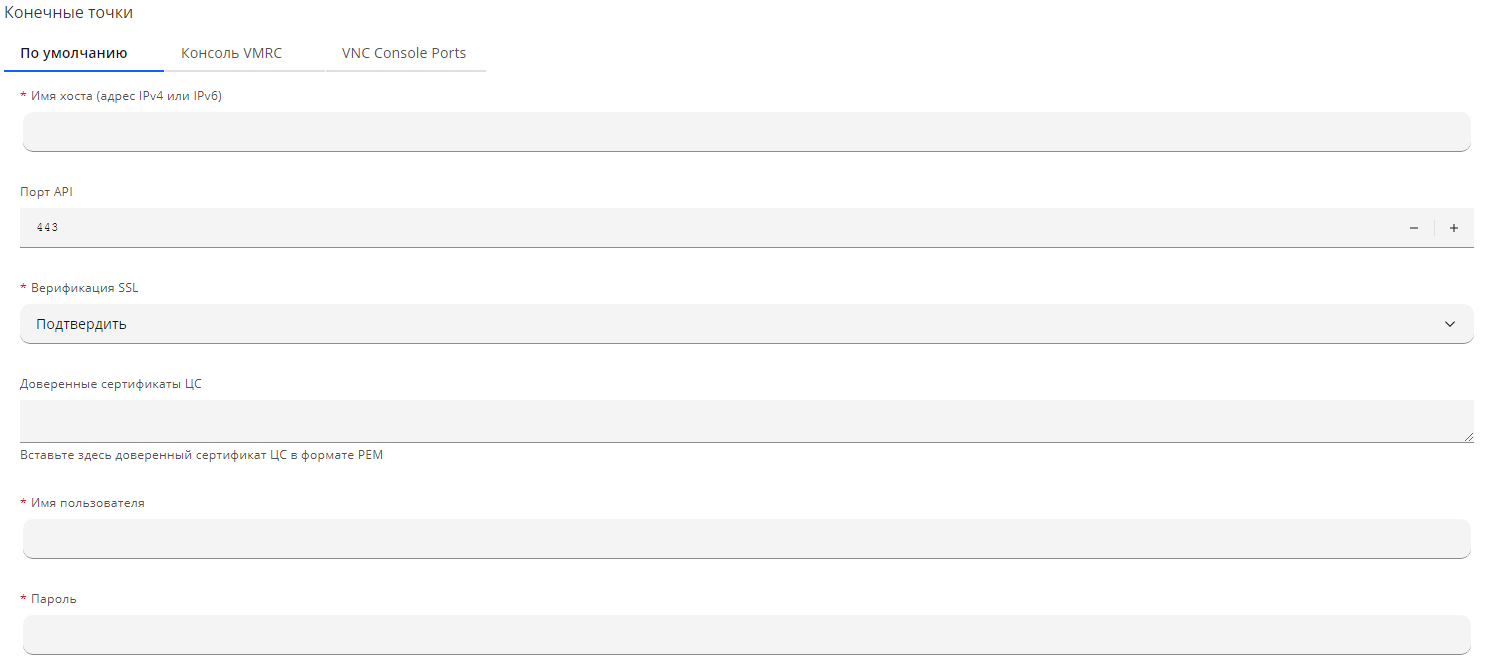 Конечные точки
По умолчанию Консоль VMRC VNC Console Ports
* Имя хоста (адрес IPv4 или IPv6)
Порт API
443 − +
* Верификация SSL
Подтвердить
Доверенные сертификаты ЦС
Вставьте здесь доверенный сертификат ЦС в формате PEM
* Имя пользователя
* Пароль